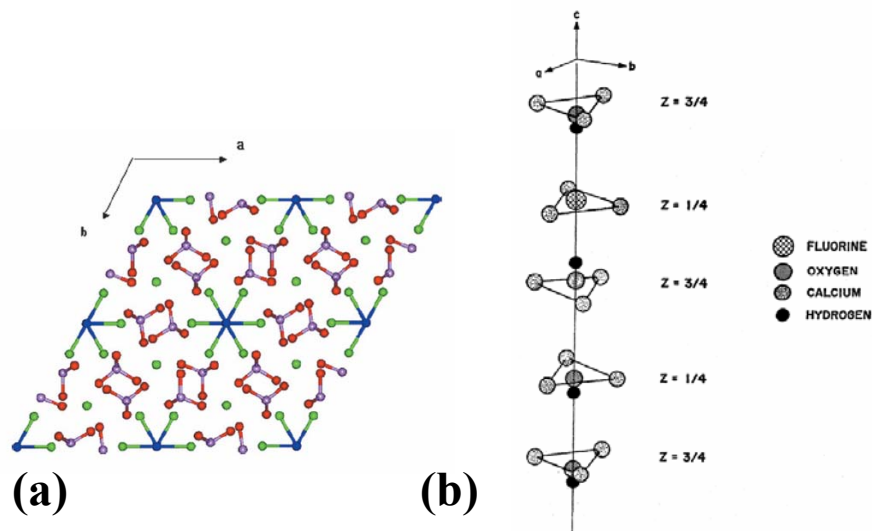 a
b
(a)
c
a
b
Z = 3/4
Z = 1/4
Z = 3/4
Z = 1/4
Z = 3/4
FLUORINE
OXYGEN
CALCIUM
HYDROGEN
(b)